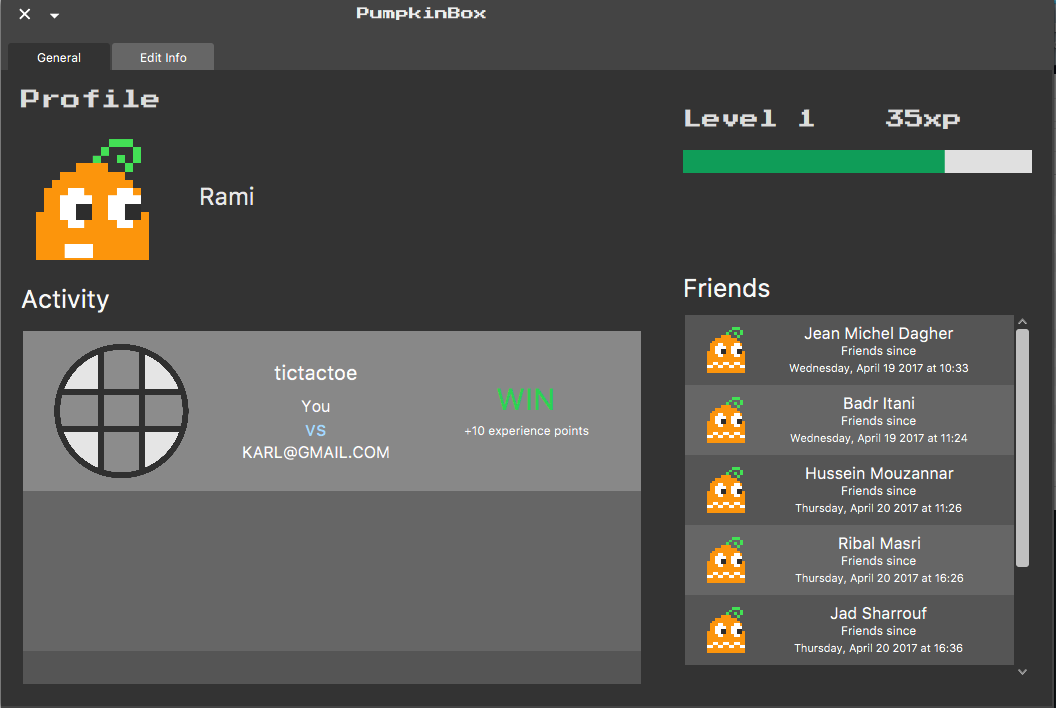 PumpkinBox
General
Edit Info
Profile
Level 1
35xp
Rami
Activity
tictactoe
You
vs
KARL@GMAIL.COM
WIN
+10 experience points
Friends
Jean Michel Dagher
Friends since
Wednesday, April 19 2017 at 10:33
Badr Itani
Friends since
Wednesday, April 19 2017 at 11:24
Hussein Mouzannar
Friends since
Thursday, April 20 2017 at 11:26
Ribal Masri
Friends since
Thursday, April 20 2017 at 16:26
Jad Sharrouf
Friends since
Thursday, April 20 2017 at 16:36